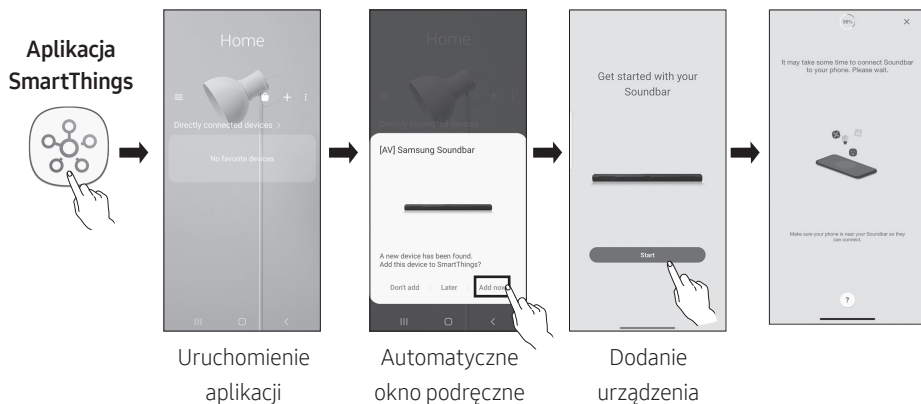 Aplikacja
SmartThings
Home
Directly connected devices >
No favorite devices
Uruchomienie
aplikacji
Home
Directly connected devices >
[AV] Samsung Soundbar
A new device has been found.
Add this device to SmartThings?
Don't add
Later
Add now
Automatyczne
okno podręczne
Get started with your
Soundbar
Start
Dodanie
urządzenia
It may take some time to connect Soundbar
to your phone. Please wait.
Make sure your phone is near your Soundbar so they
can connect.
?